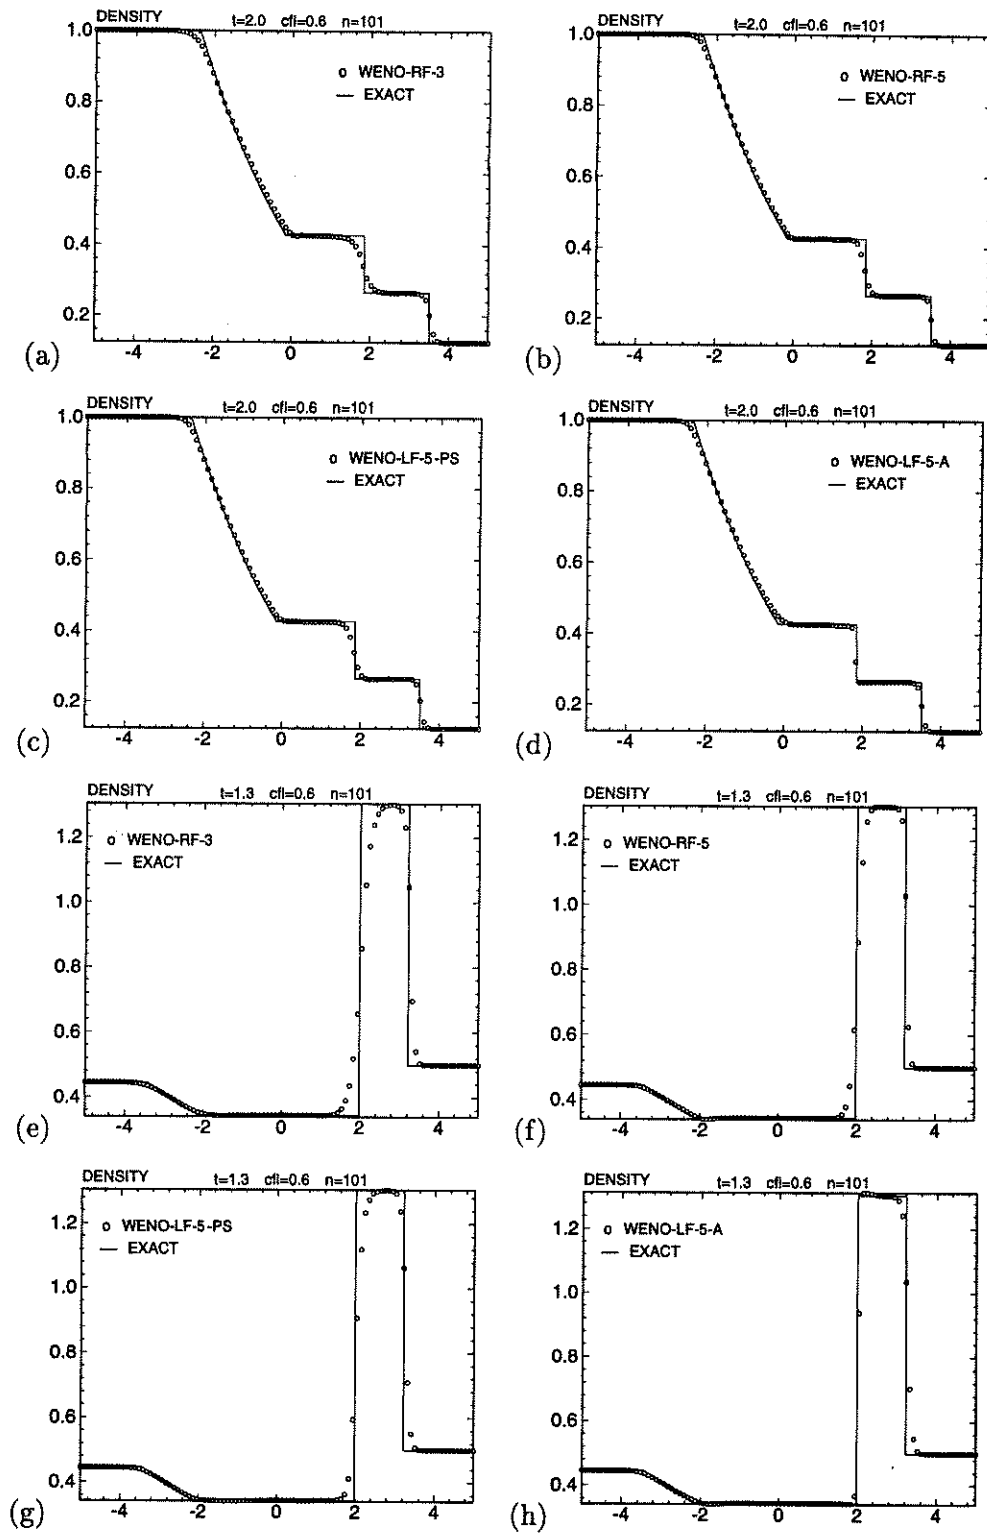 DENSITY t=2.0 cfl=0.6 n=101
1.0
0.8
0.6
0.4
0.2
o WENO-RF-3
— EXACT
-4 -2 0 2 4
(a)
DENSITY t=2.0 cfl=0.6 n=101
1.0
0.8
0.6
0.4
0.2
o WENO-RF-5
— EXACT
-4 -2 0 2 4
(b)
DENSITY t=2.0 cfl=0.6 n=101
1.0
0.8
0.6
0.4
0.2
o WENO-LF-5-PS
— EXACT
-4 -2 0 2 4
(c)
DENSITY t=2.0 cfl=0.6 n=101
1.0
0.8
0.6
0.4
0.2
o WENO-LF-5-A
— EXACT
-4 -2 0 2 4
(d)
DENSITY t=1.3 cfl=0.6 n=101
1.2
1.0
0.8
0.6
0.4
o WENO-RF-3
— EXACT
-4 -2 0 2 4
(e)
DENSITY t=1.3 cfl=0.6 n=101
1.2
1.0
0.8
0.6
0.4
o WENO-RF-5
— EXACT
-4 -2 0 2 4
(f)
DENSITY t=1.3 cfl=0.6 n=101
1.2
1.0
0.8
0.6
0.4
o WENO-LF-5-PS
— EXACT
-4 -2 0 2 4
(g)
DENSITY t=1.3 cfl=0.6 n=101
1.2
1.0
0.8
0.6
0.4
o WENO-LF-5-A
— EXACT
-4 -2 0 2 4
(h)